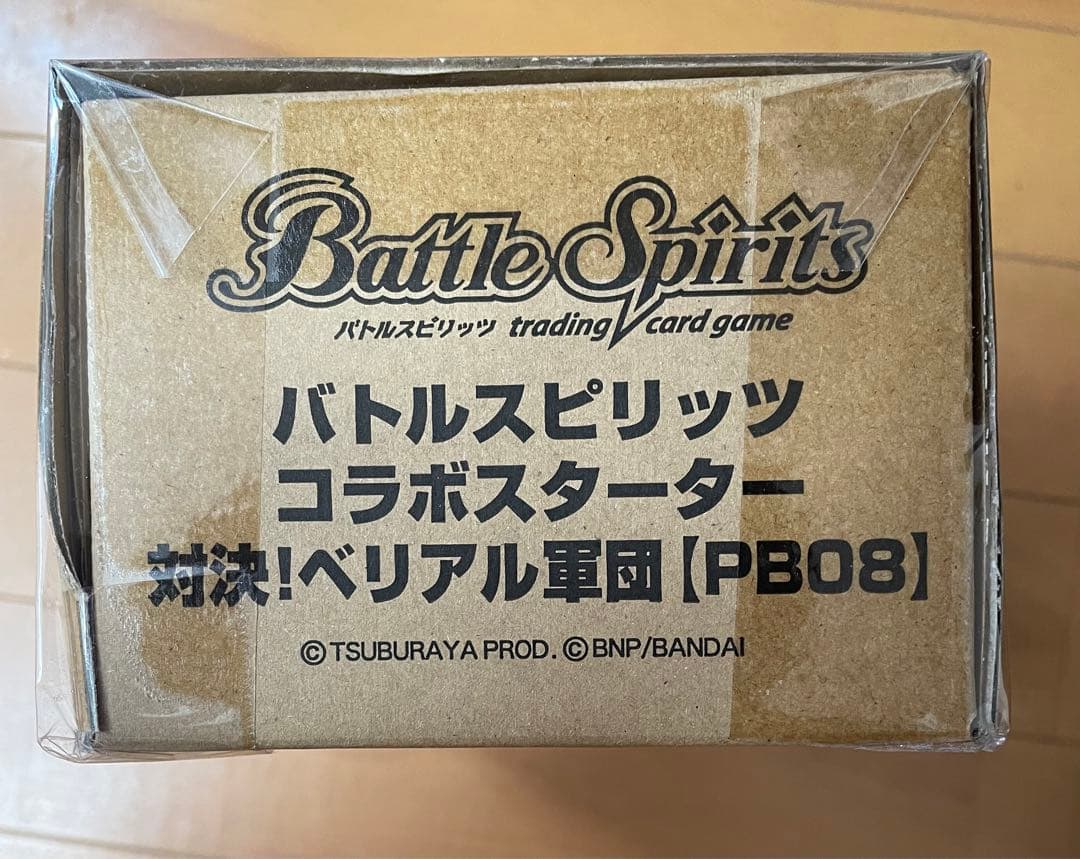 Battle Spirits
バトルスピリッツ trading card game
バトルスピリッツ
コラボスターター
対決!ベリアル軍団【PB08】
©TSUBURAYA PROD. ©BNP/BANDAI